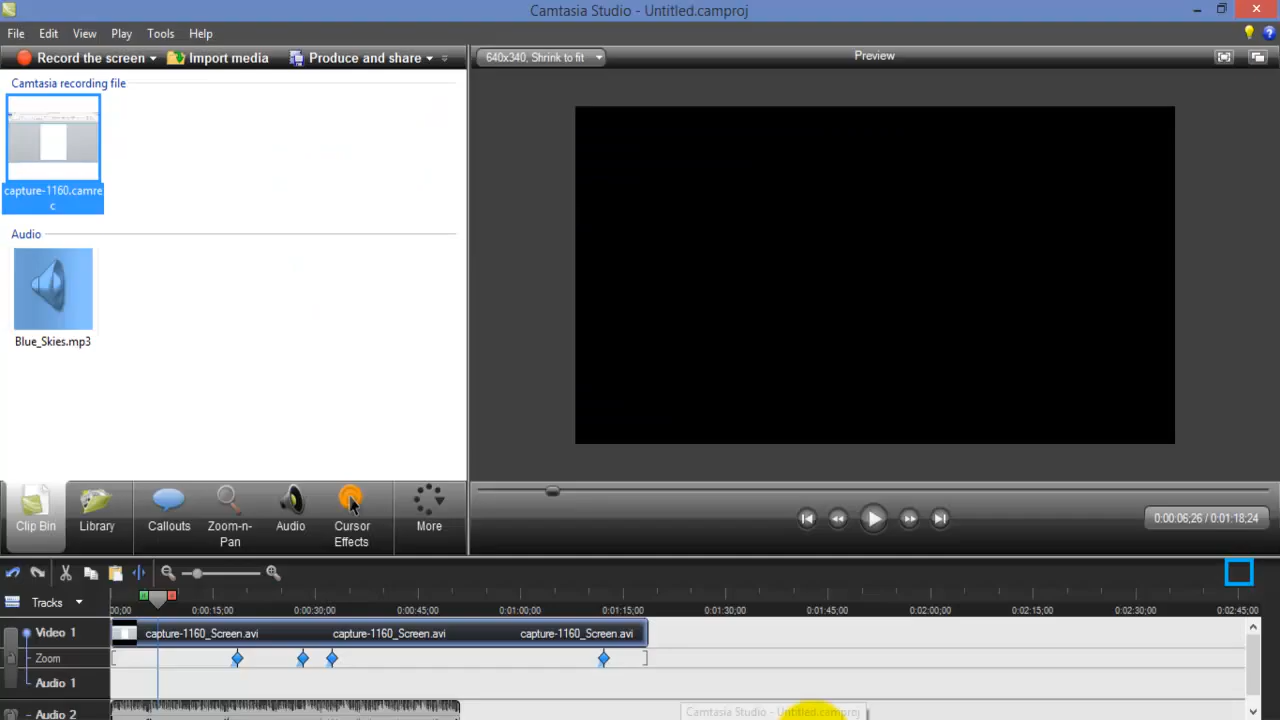 Camtasia Studio - Untitled.camproj
File Edit View Play Tools Help
Record the screen Import media Produce and share
640x340, Shrink to fit
Preview
Camtasia recording file
capture-1160.camre
c
Audio
Blue_Skies.mp3
Clip Bin
Library
Callouts
Zoom-n-
Pan
Audio
Cursor
Effects
More
0:00:06;26 / 0:01:18;24
Tracks
00;00 0:00:15;00 0:00:30;00 0:00:45;00 0:01:00;00 0:01:15;00 0:01:30;00 0:01:45;00 0:02:00;00 0:02:15;00 0:02:30;00 0:02:45;00
Video 1 capture-1160_Screen.avi capture-1160_Screen.avi capture-1160_Screen.avi
Zoom
Audio 1
Audio 2
Camtasia Studio - Untitled.camproj